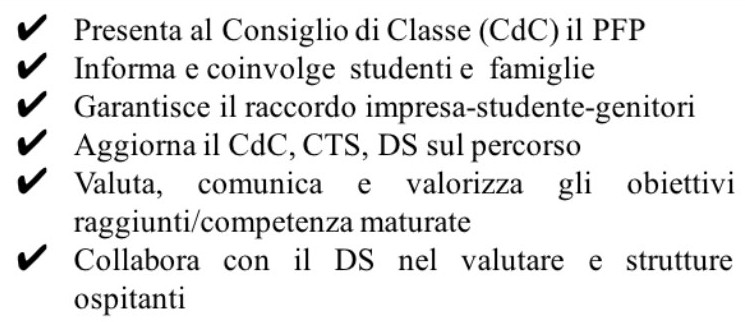 ✔ Presenta al Consiglio di Classe (CdC) il PFP
✔ Informa e coinvolge studenti e famiglie
✔ Garantisce il raccordo impresa-studente-genitori
✔ Aggiorna il CdC, CTS, DS sul percorso
✔ Valuta, comunica e valorizza gli obiettivi
raggiunti/competenza maturate
✔ Collabora con il DS nel valutare e strutture
ospitanti